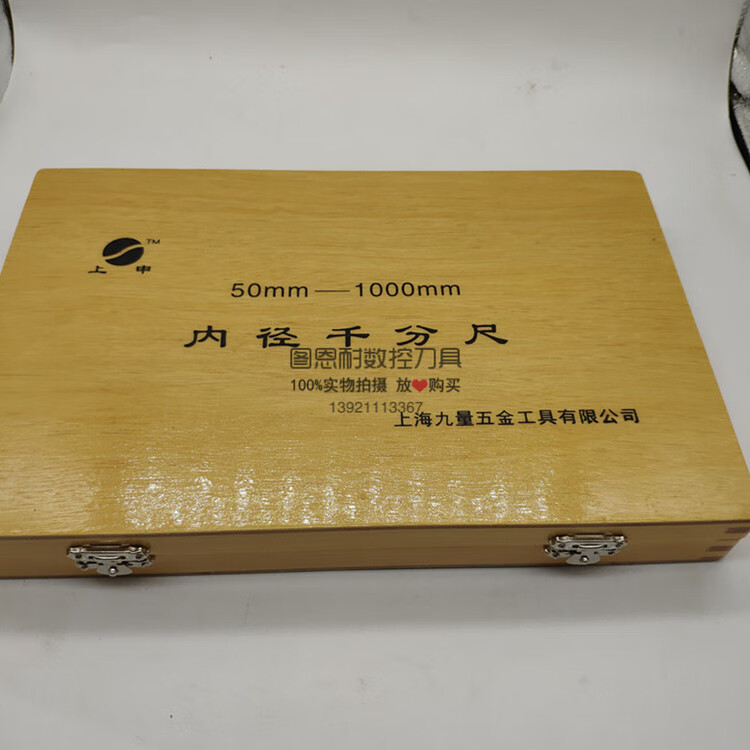 TM
上申
50mm—1000mm
内径千分尺
图恩耐数控刀具
100%实物拍摄 放❤购买
13921113367
上海九量五金工具有限公司